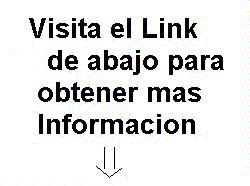 Visita el Link
de abajo para
obtener mas
Informacion